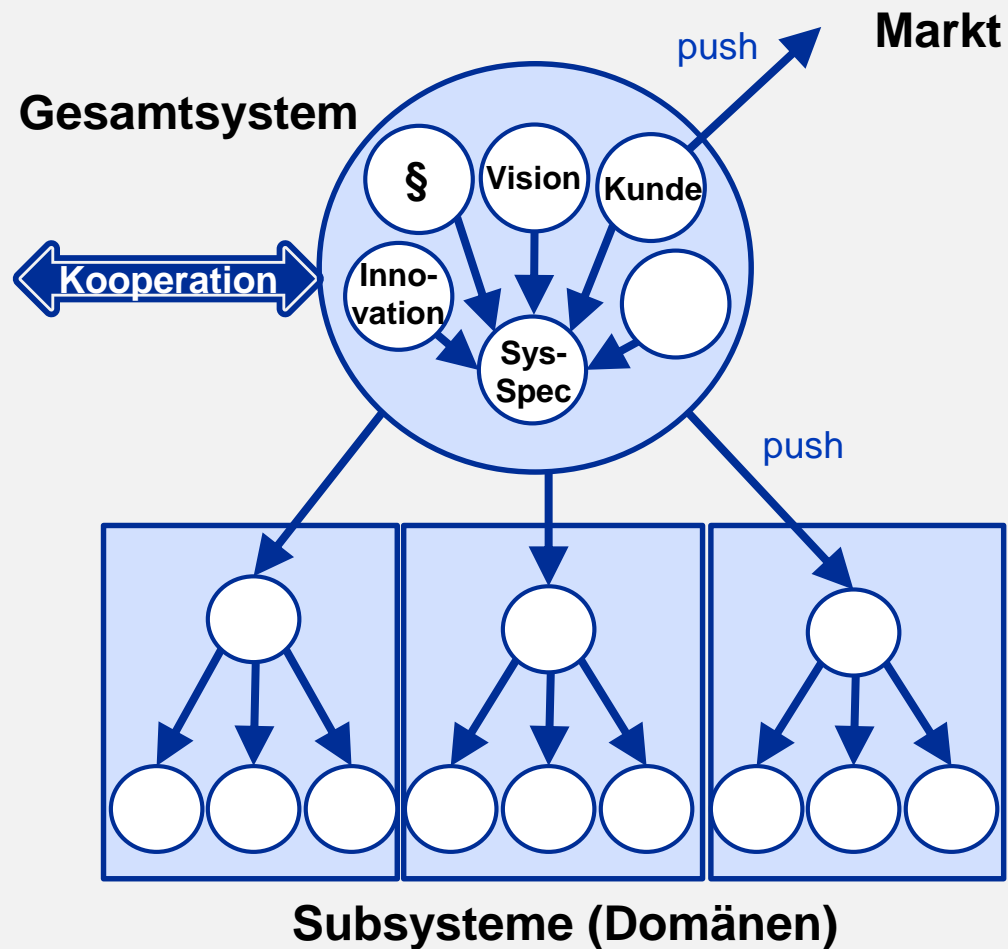 Markt
push
Gesamtsystem
§
Vision
Kunde
Kooperation
Inno-
vation
Sys-
Spec
push
Subsysteme (Domänen)